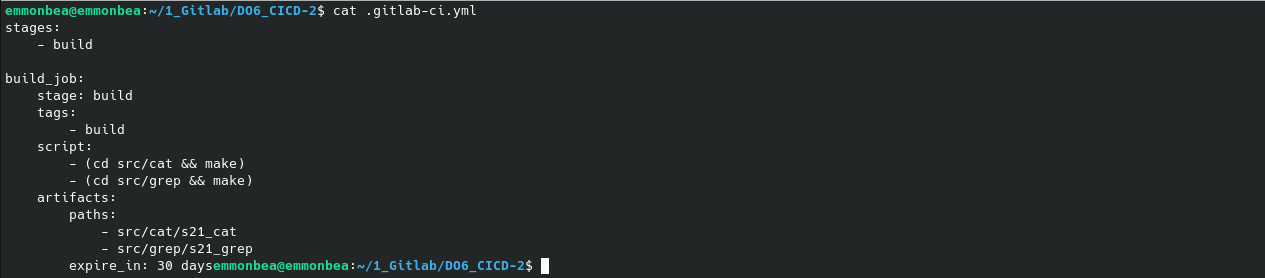 emmonbea@emmonbea:~/1_Gitlab/DO6_CICD-2$ cat .gitlab-ci.yml
stages:
    - build

build_job:
    stage: build
    tags:
        - build
    script:
        - (cd src/cat && make)
        - (cd src/grep && make)
    artifacts:
        paths:
            - src/cat/s21_cat
            - src/grep/s21_grep
        expire_in: 30 daysemmonbea@emmonbea:~/1_Gitlab/DO6_CICD-2$